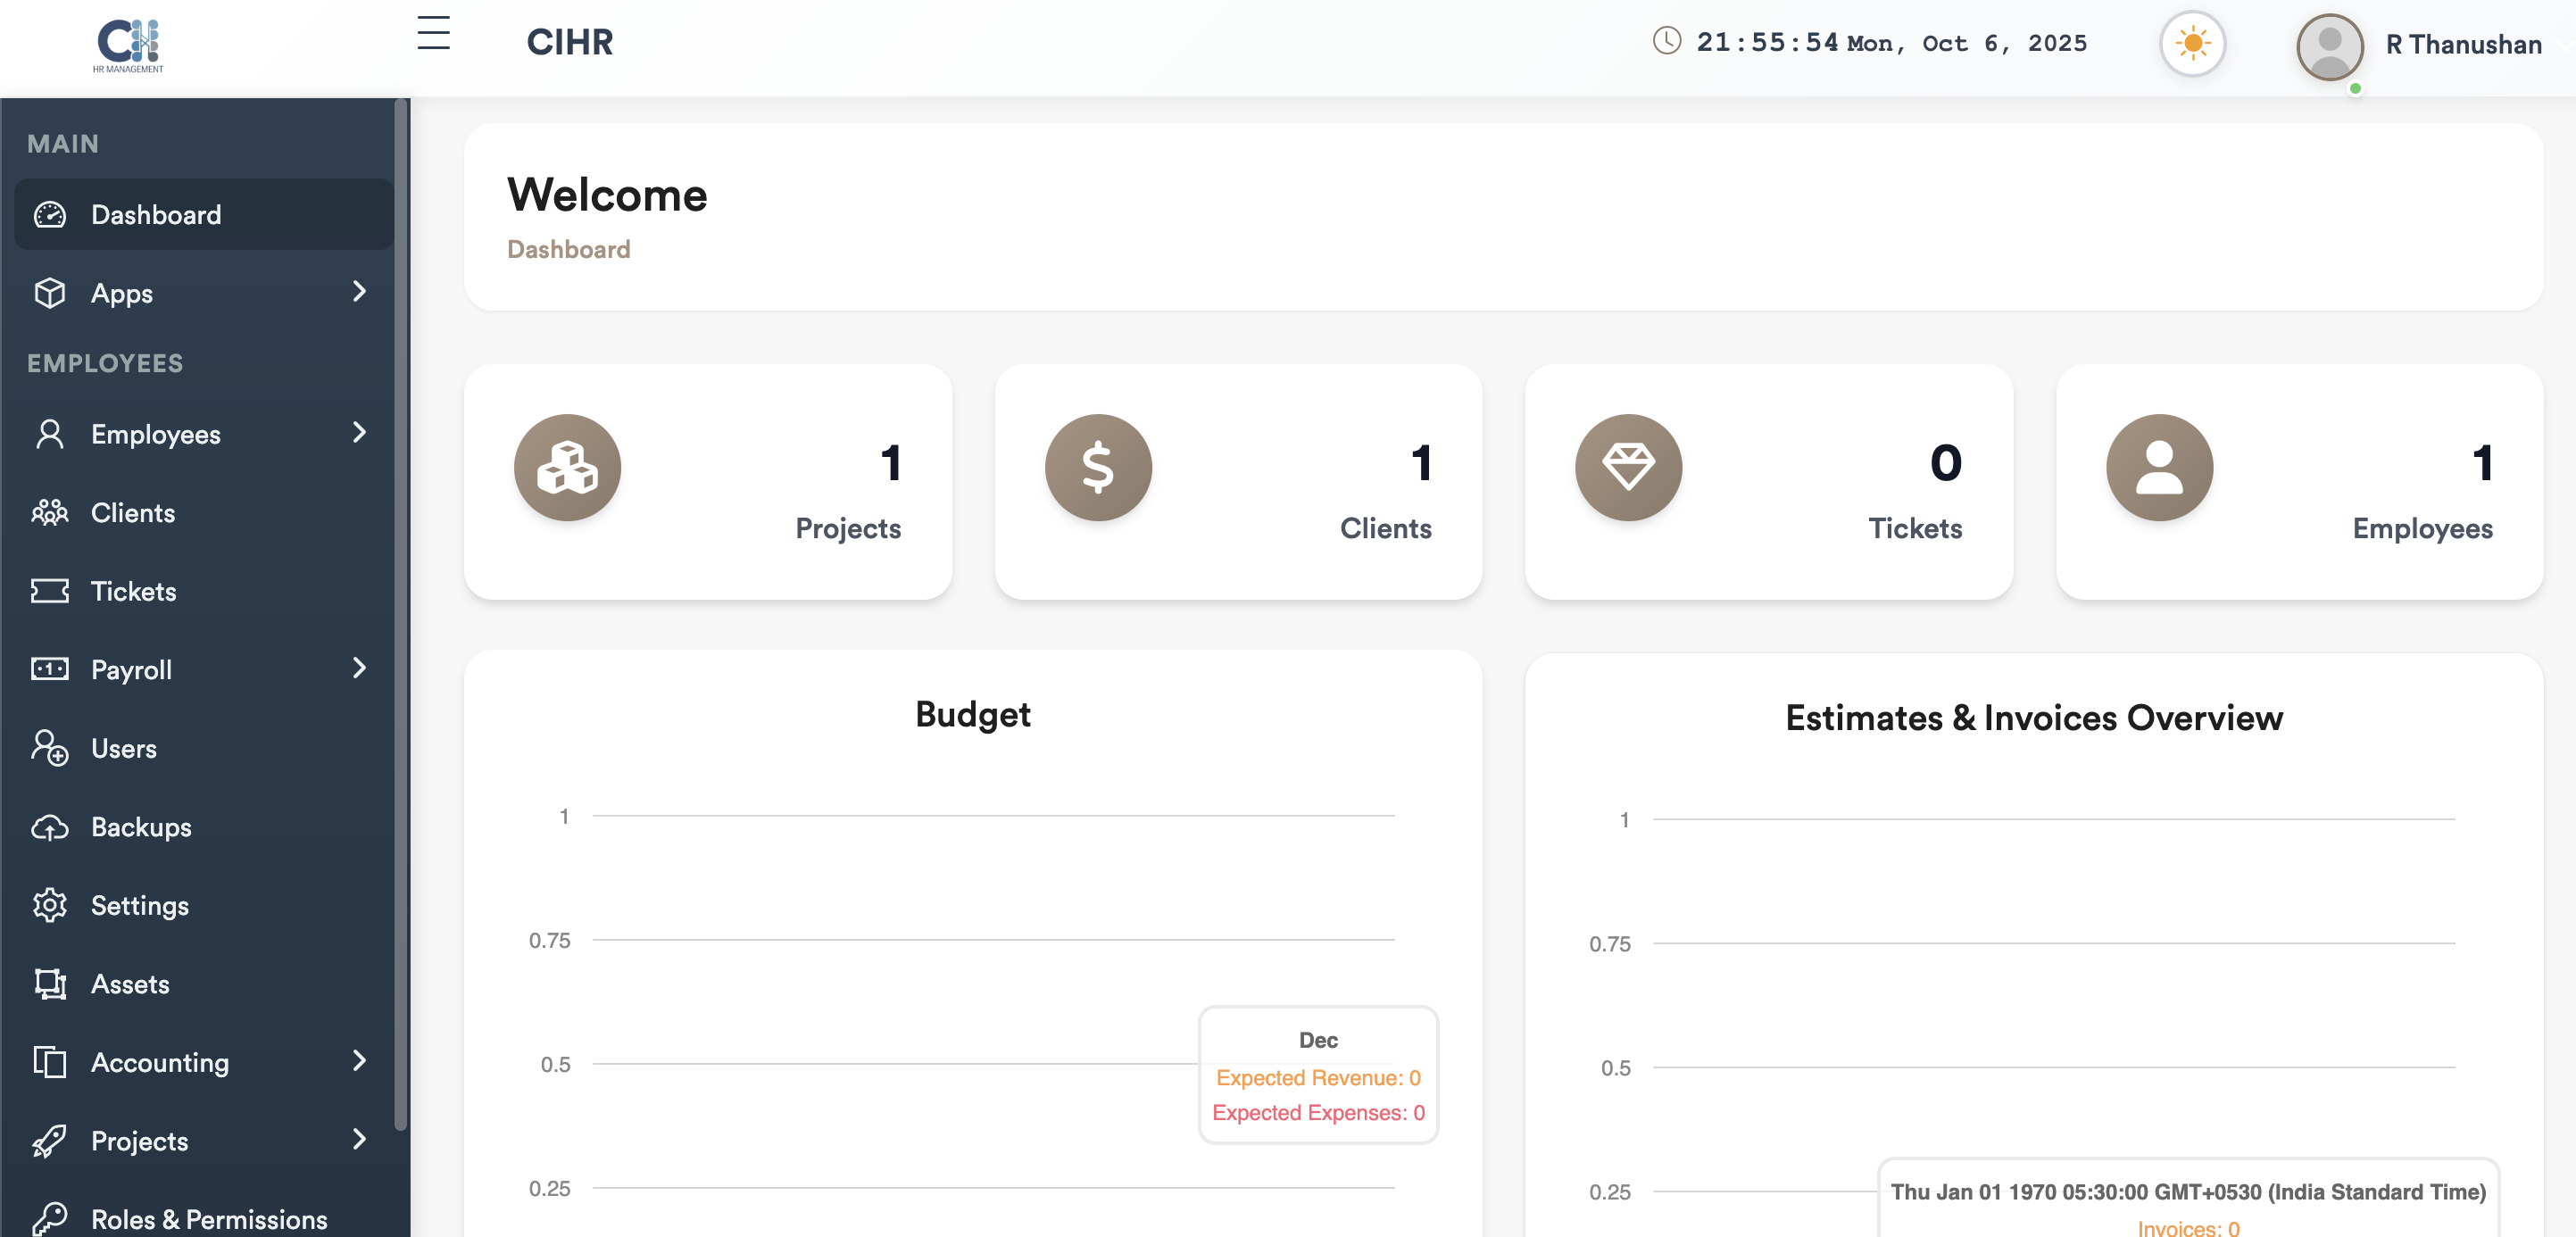 CIHR
21:55:54 Mon, Oct 6, 2025
R Thanushan
HR MANAGEMENT
MAIN
Dashboard
Apps
EMPLOYEES
Employees
Clients
Tickets
Payroll
Users
Backups
Settings
Assets
Accounting
Projects
Roles & Permissions
Welcome
Dashboard
1
Projects
1
Clients
0
Tickets
1
Employees
Budget
1
0.75
0.5
0.25
Dec
Expected Revenue: 0
Expected Expenses: 0
Estimates & Invoices Overview
1
0.75
0.5
0.25
Thu Jan 01 1970 05:30:00 GMT+0530 (India Standard Time)
Invoices: 0